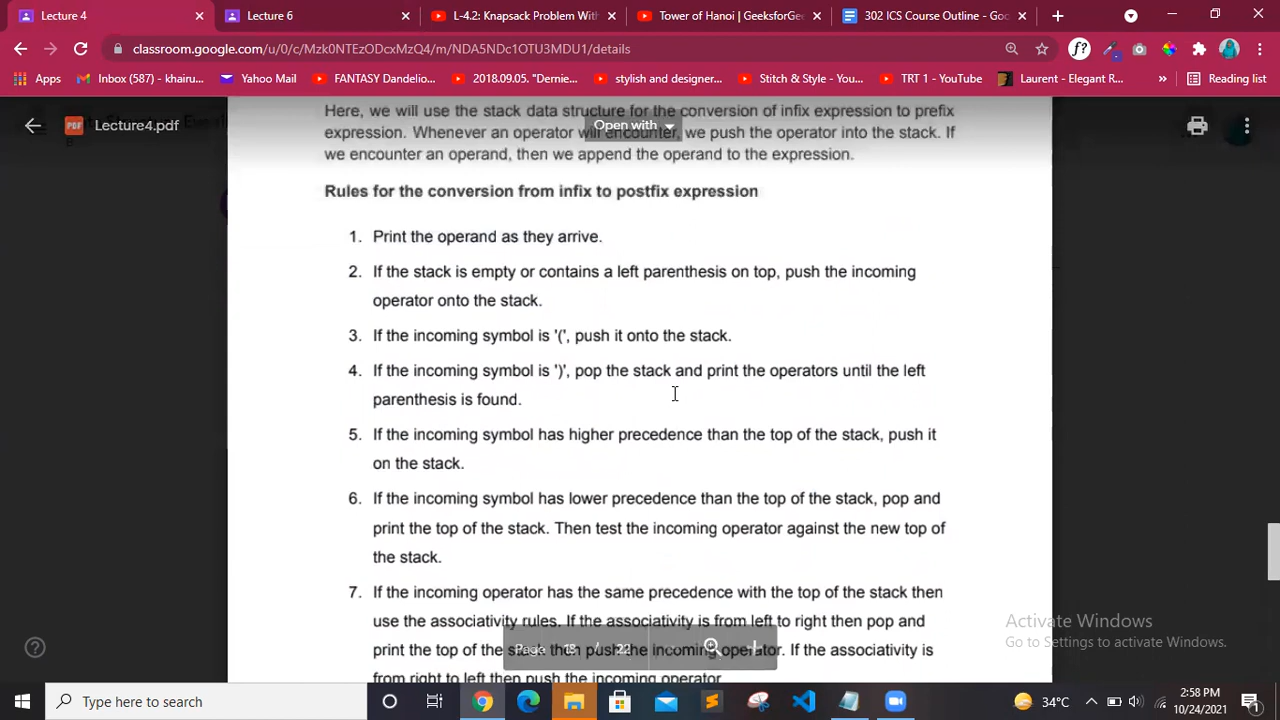 Lecture 4
Lecture 6
L-4.2: Knapsack Problem With
Tower of Hanoi | GeeksforGe
302 ICS Course Outline - Goo
classroom.google.com/u/0/c/Mzk0NTEzODcxMzQ4/m/NDA5NDc1OTU3MDU1/details
Apps
Inbox (587) - khairu...
Yahoo Mail
FANTASY Dandelio...
2018.09.05. "Dernie...
stylish and designer...
Stitch & Style - You...
TRT 1 - YouTube
Laurent - Elegant R...
»
Reading list
PDF
Lecture4.pdf
Open with
Here, we will use the stack data structure for the conversion of infix expression to prefix
expression. Whenever an operator will encounter, we push the operator into the stack. If
we encounter an operand, then we append the operand to the expression.
Rules for the conversion from infix to postfix expression
1. Print the operand as they arrive.
2. If the stack is empty or contains a left parenthesis on top, push the incoming
operator onto the stack.
3. If the incoming symbol is '(', push it onto the stack.
4. If the incoming symbol is ')', pop the stack and print the operators until the left
parenthesis is found.
5. If the incoming symbol has higher precedence than the top of the stack, push it
on the stack.
6. If the incoming symbol has lower precedence than the top of the stack, pop and
print the top of the stack. Then test the incoming operator against the new top of
the stack.
7. If the incoming operator has the same precedence with the top of the stack then
use the associativity rules. If the associativity is from left to right then pop and
print the top of the stack then push the incoming operator. If the associativity is
from right to left then push the incoming operator.
Page / 22
Activate Windows
Go to Settings to activate Windows.
Type here to search
34°C
2:58 PM
10/24/2021